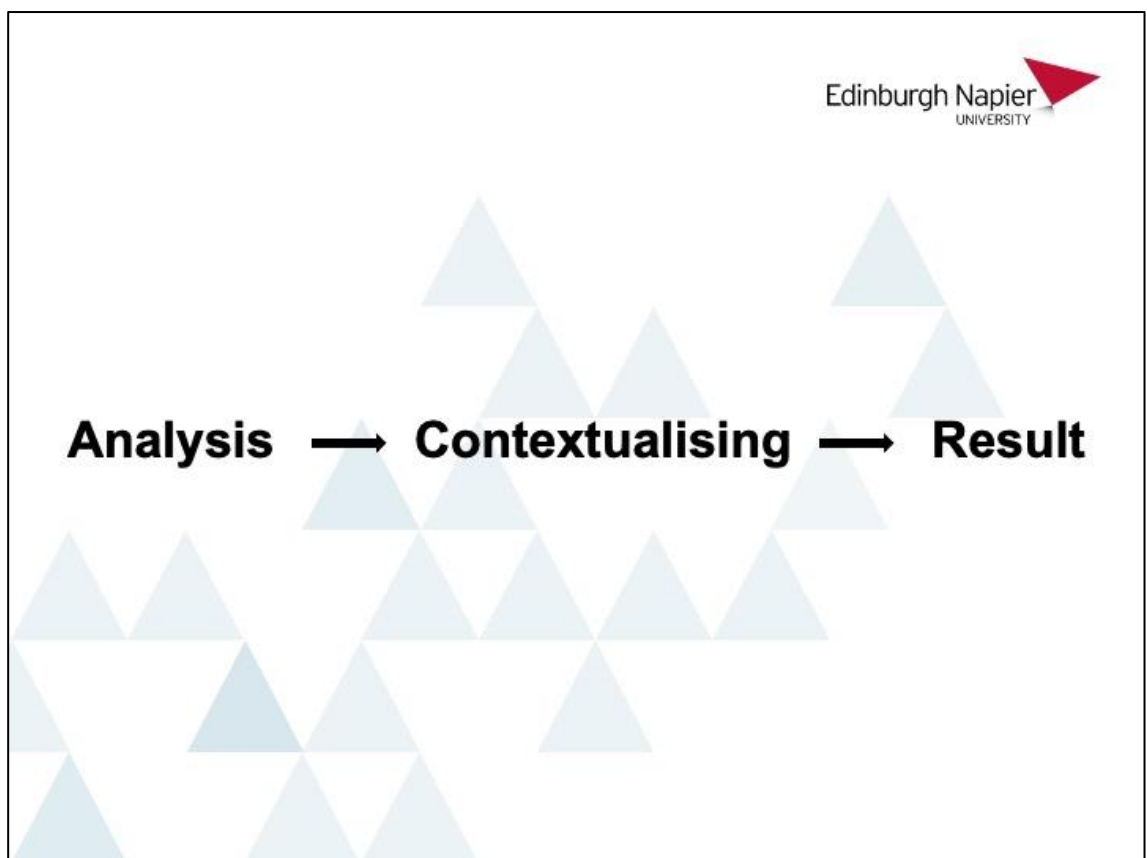 Edinburgh Napier
UNIVERSITY
Analysis → Contextualising → Result